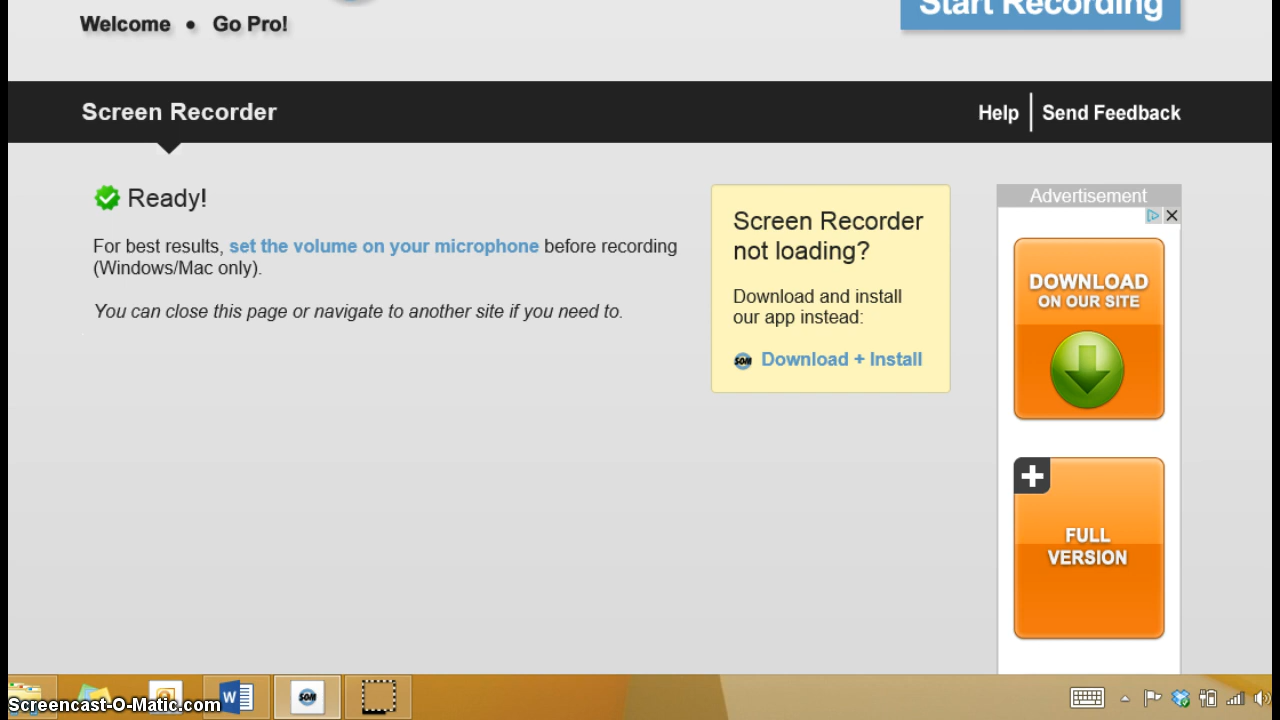 Welcome • Go Pro!
Start Recording
Screen Recorder
Help
Send Feedback
Ready!
For best results, set the volume on your microphone before recording
(Windows/Mac only).
You can close this page or navigate to another site if you need to.
Screen Recorder
not loading?
Download and install
our app instead:
SOM Download + Install
Advertisement
DOWNLOAD
ON OUR SITE
FULL
VERSION
Screencast-O-Matic.com
W
SOM